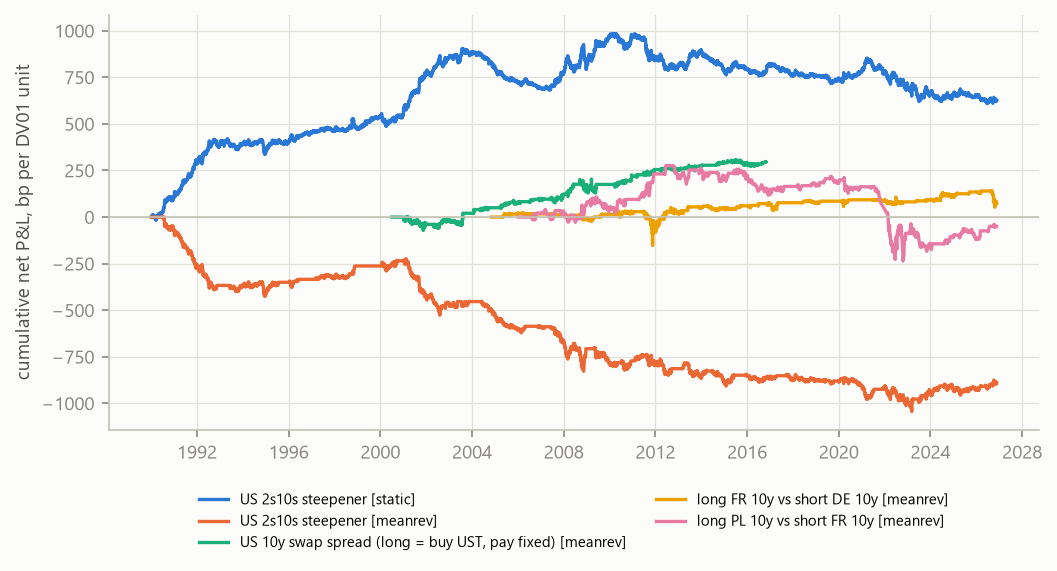 cumulative net P&L, bp per DV01 unit
1000
750
500
250
0
−250
−500
−750
−1000
1992 1996 2000 2004 2008 2012 2016 2020 2024 2028
US 2s10s steepener [static]
US 2s10s steepener [meanrev]
US 10y swap spread (long = buy UST, pay fixed) [meanrev]
long FR 10y vs short DE 10y [meanrev]
long PL 10y vs short FR 10y [meanrev]